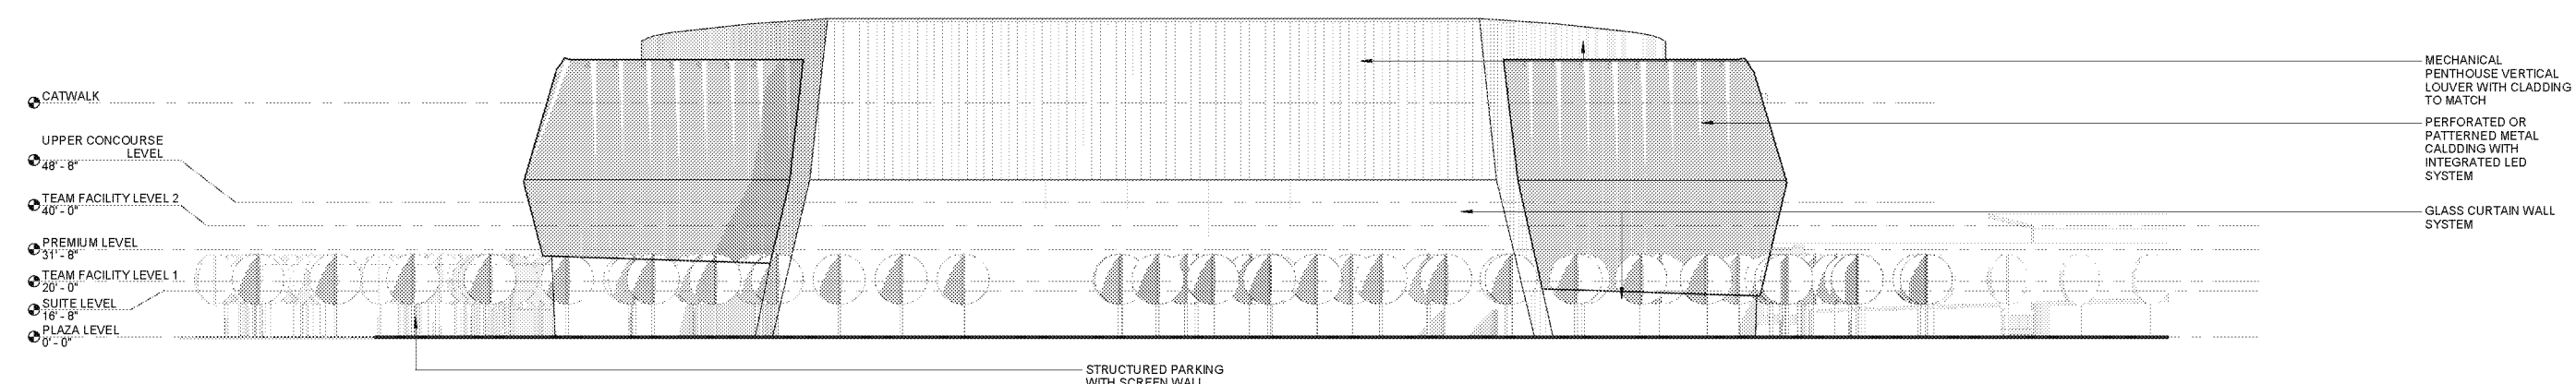 CATWALK
UPPER CONCOURSE
LEVEL
48' - 8"
TEAM FACILITY LEVEL 2
40' - 0"
PREMIUM LEVEL
31' - 8"
TEAM FACILITY LEVEL 1
20' - 0"
SUITE LEVEL
16' - 8"
PLAZA LEVEL
0' - 0"
MECHANICAL
PENTHOUSE VERTICAL
LOUVER WITH CLADDING
TO MATCH
PERFORATED OR
PATTERNED METAL
CALDDING WITH
INTEGRATED LED
SYSTEM
GLASS CURTAIN WALL
SYSTEM
STRUCTURED PARKING
WITH SCREEN WALL